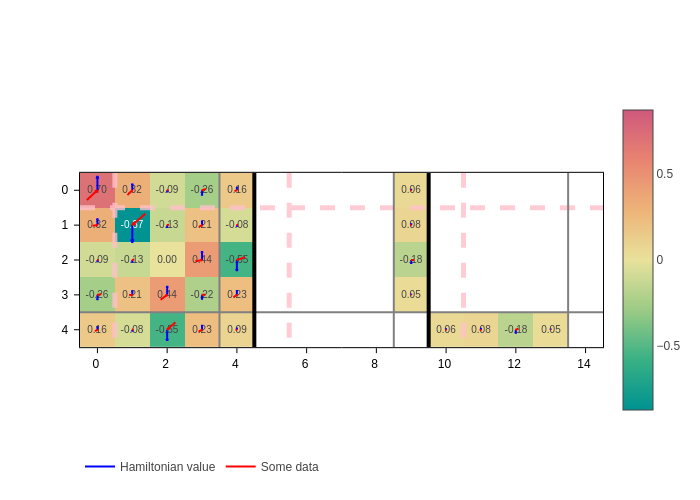 0 0.70 0.32 -0.09 -0.26 0.16 0.06
0.5
1 0.32 -0.87 -0.13 0.21 -0.08 0.08
2 -0.09 -0.13 0.00 0.44 -0.55 -0.18 0
3 -0.26 0.21 0.44 -0.22 0.23 0.05
4 0.16 -0.08 -0.55 0.23 0.09 0.06 0.08 -0.18 0.05
−0.5
0 2 4 6 8 10 12 14
Hamiltonian value Some data